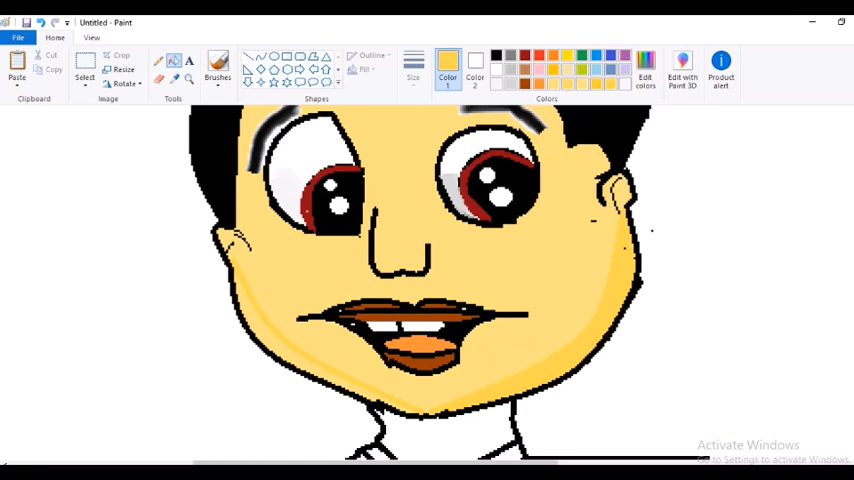 Untitled - Paint
File
Home
View
Paste
Cut
Copy
Clipboard
Select
Crop
Resize
Rotate
Image
A
Tools
Brushes
Outline
Fill
Shapes
Size
Color
1
Color
2
Edit
colors
Colors
Edit with
Paint 3D
Product
alert
Activate Windows
Go to Settings to activate Windows.